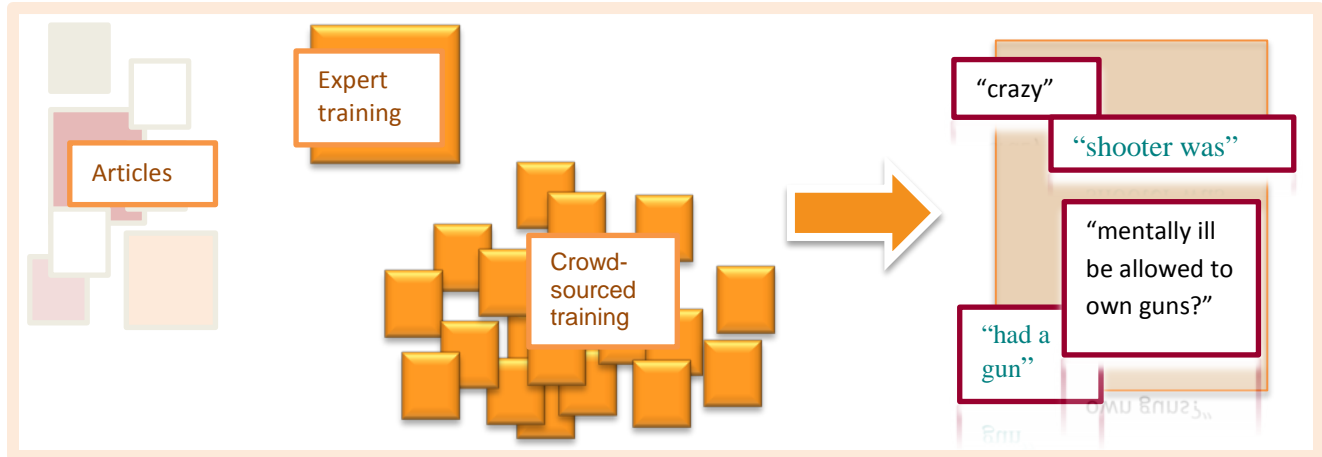 Articles
Expert
training
Crowd-
sourced
training
“crazy”
“shooter was”
“mentally ill
be allowed to
own guns?”
“had a
gun”